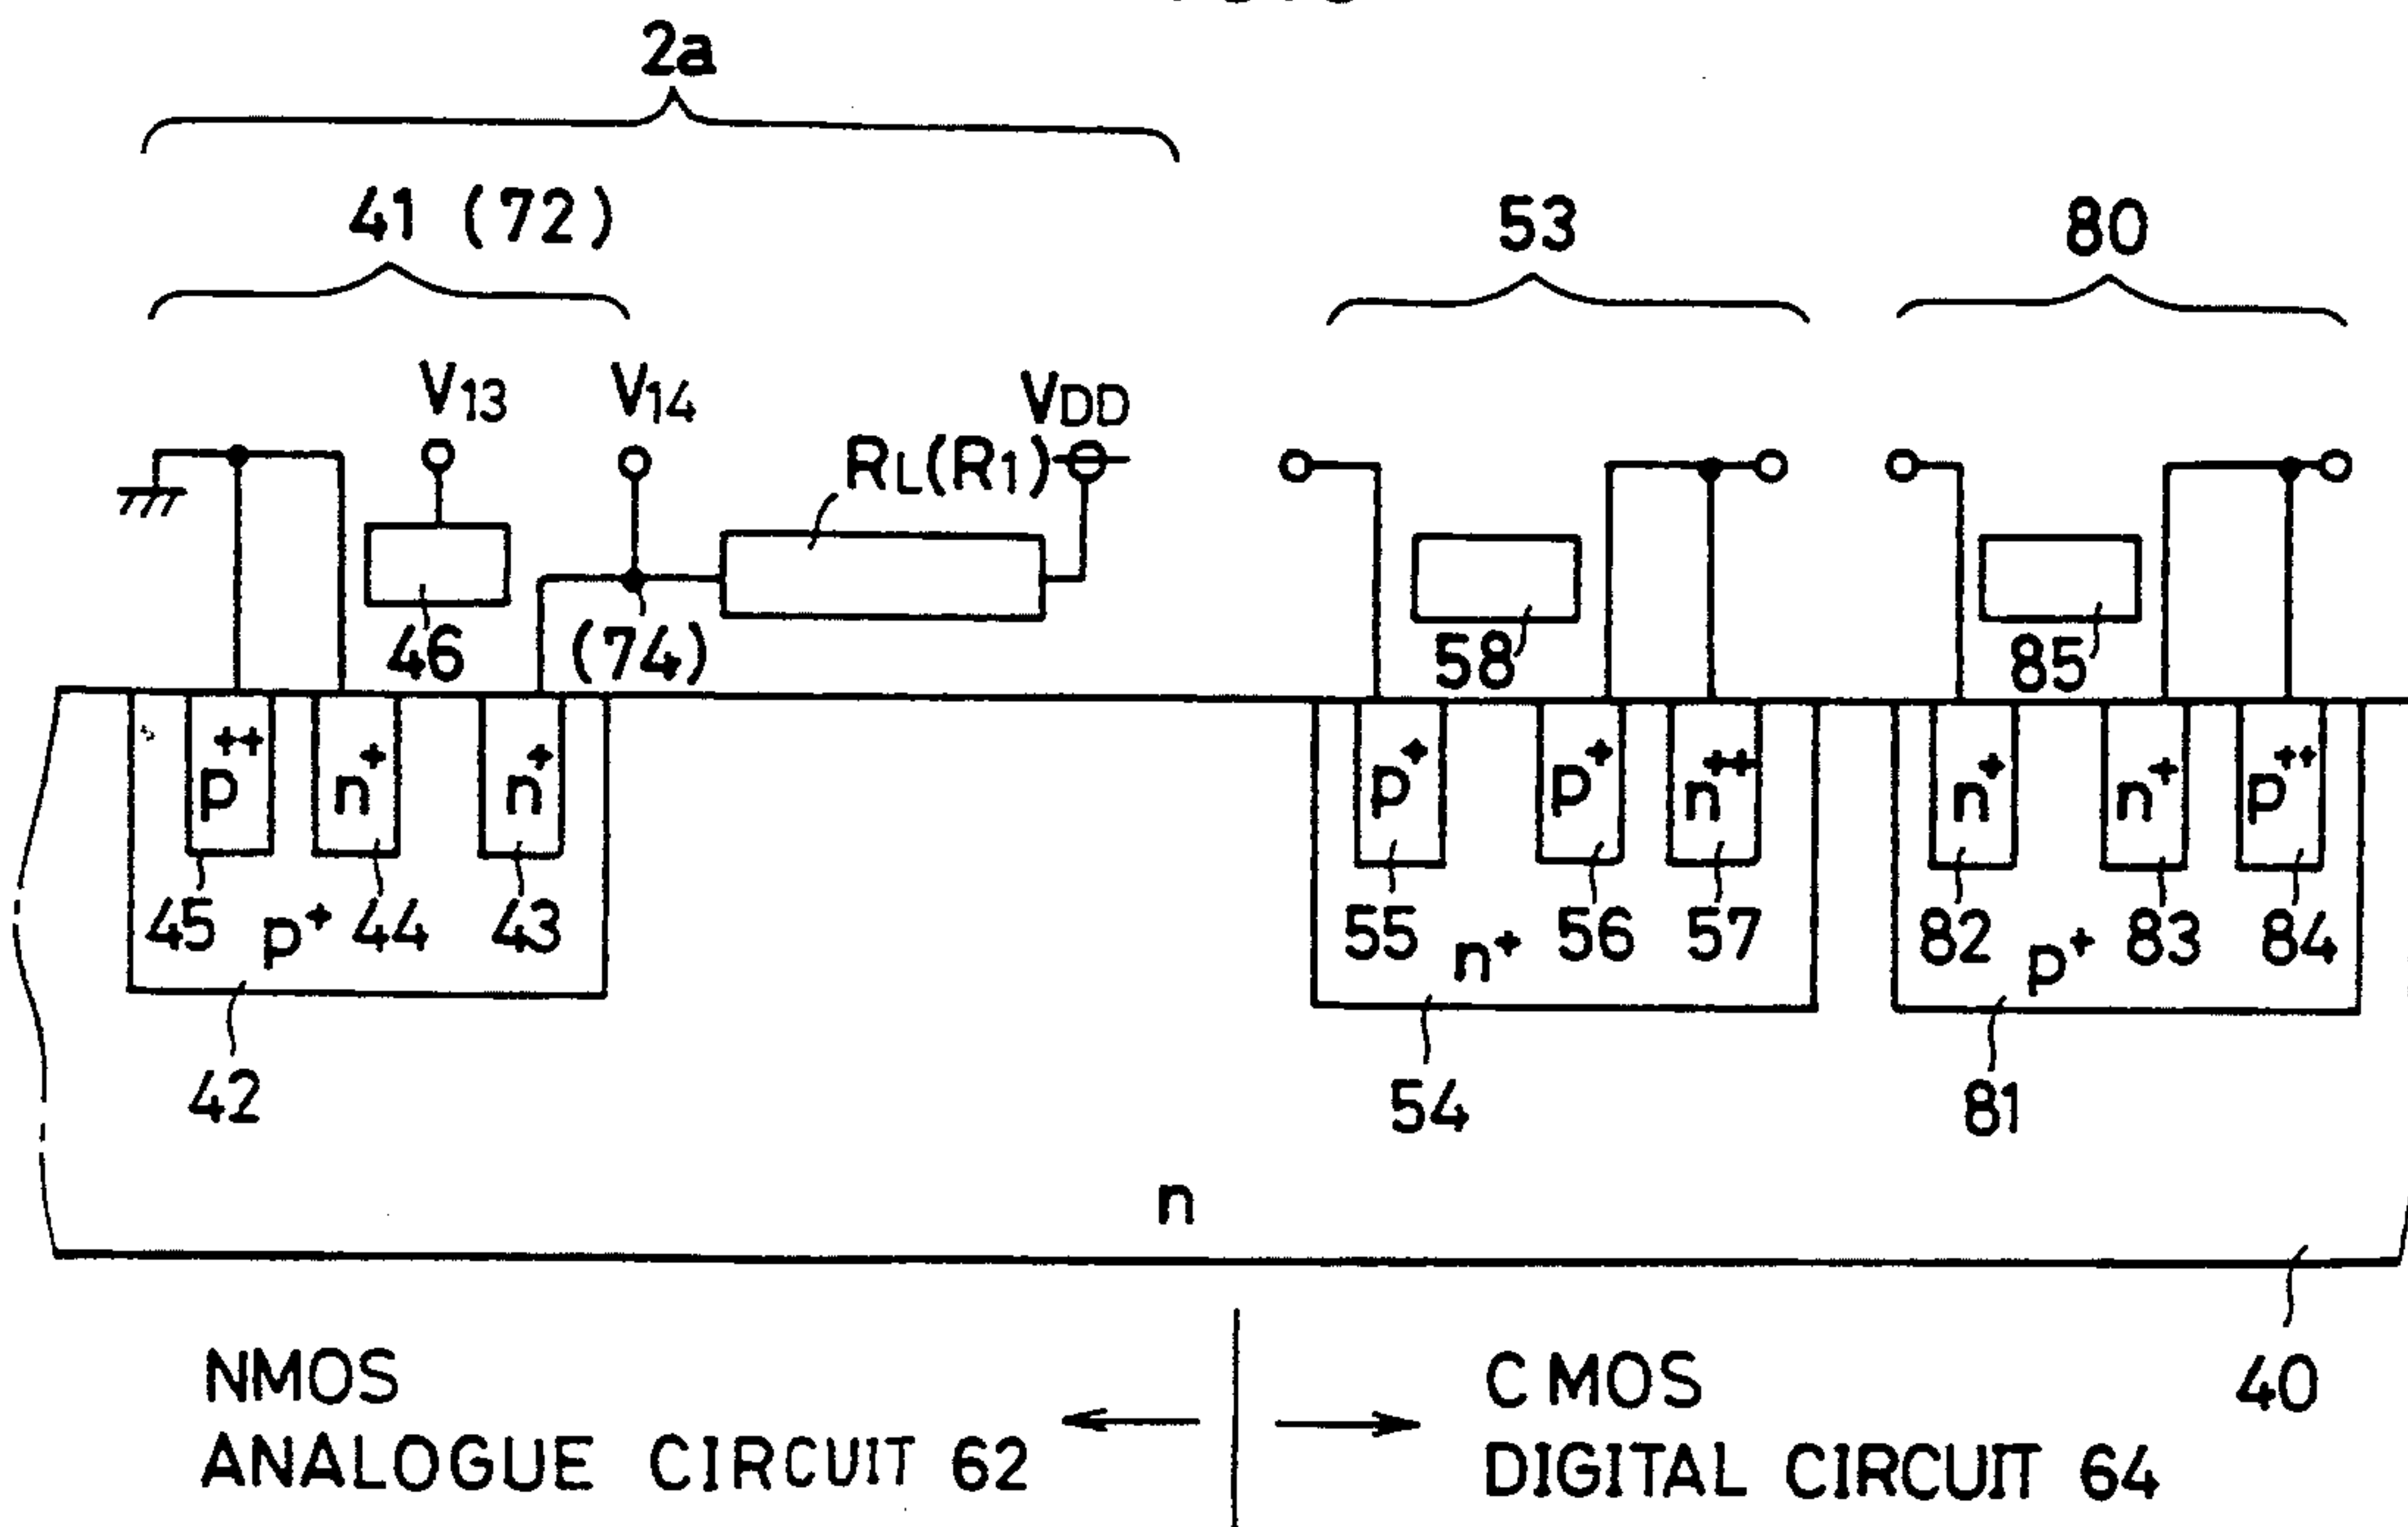 2a
41 (72)
53
80
V13
V14
VDD
RL(R1)
46
(74)
58
85
p++
n+
n+
p+
p+
n++
n+
n+
p++
45
p+
44
43
55
n+
56
57
82
p+
83
84
42
54
81
n
NMOS
ANALOGUE CIRCUIT 62
CMOS
DIGITAL CIRCUIT 64
40